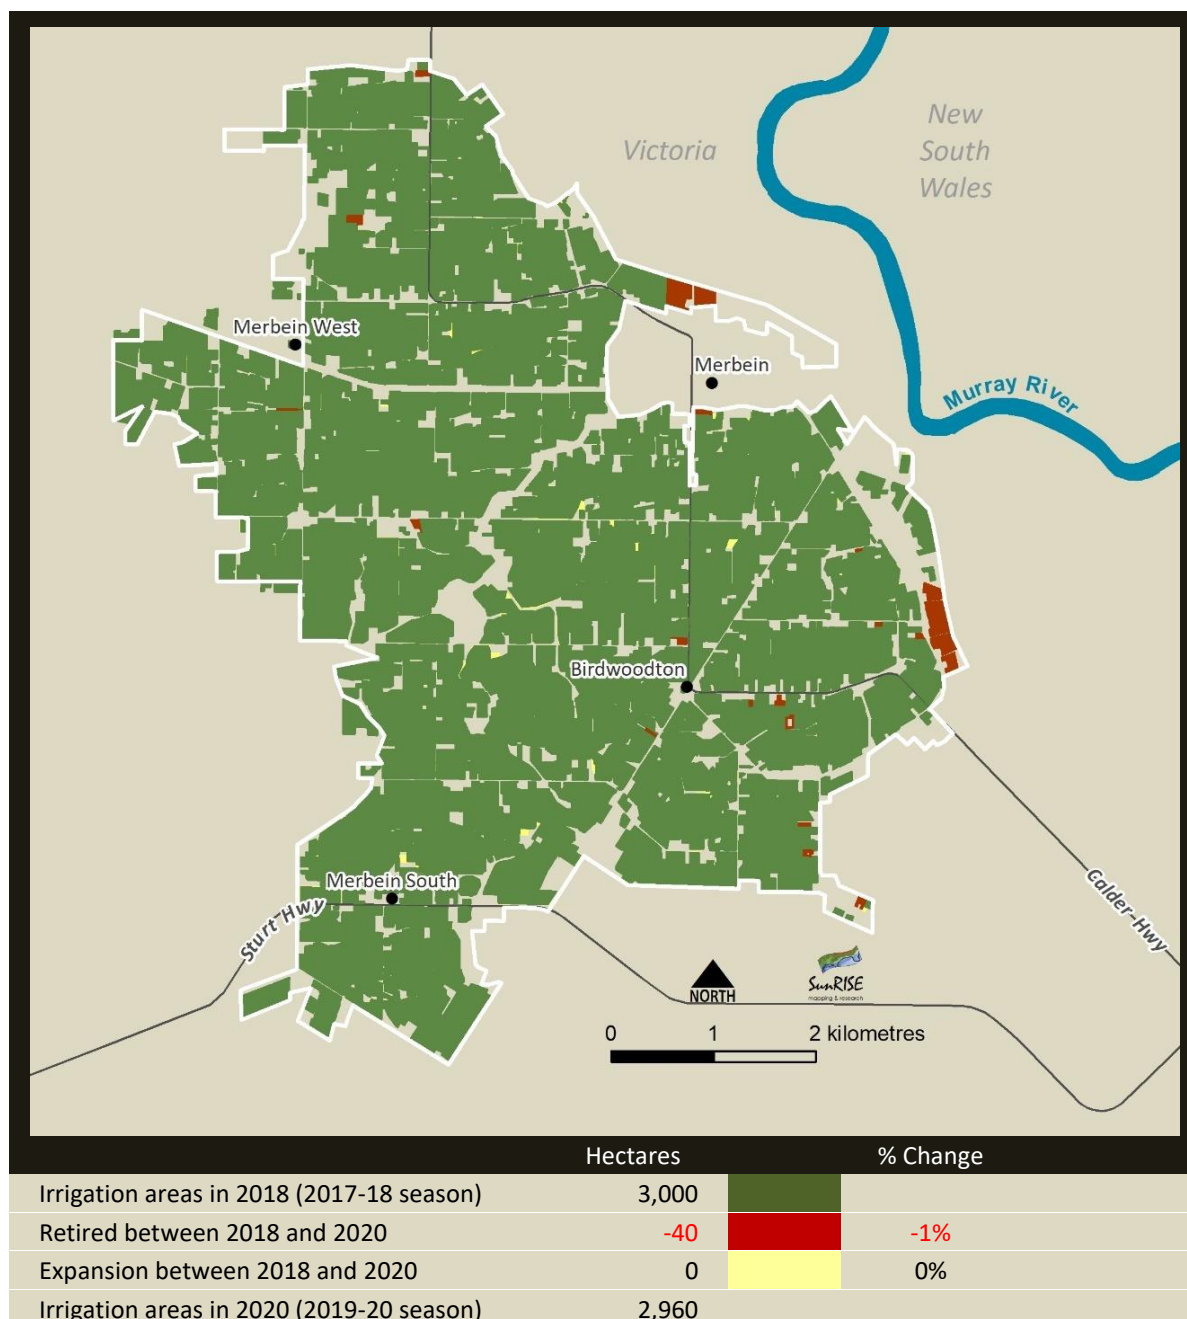 New
Victoria
South
Wales
Merbein West
Merbein
Murray River
Birdwoodton
Merbein South
Sturt Hwy
Calder Hwy
NORTH
SunRISE
mapping & research
0 1 2 kilometres
Hectares % Change
Irrigation areas in 2018 (2017-18 season) 3,000
Retired between 2018 and 2020 -40 -1%
Expansion between 2018 and 2020 0 0%
Irrigation areas in 2020 (2019-20 season) 2,960